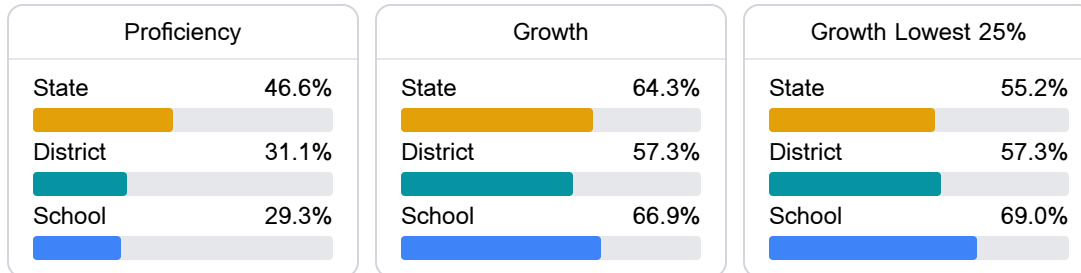 Proficiency
State 46.6%
District 31.1%
School 29.3%
Growth
State 64.3%
District 57.3%
School 66.9%
Growth Lowest 25%
State 55.2%
District 57.3%
School 69.0%